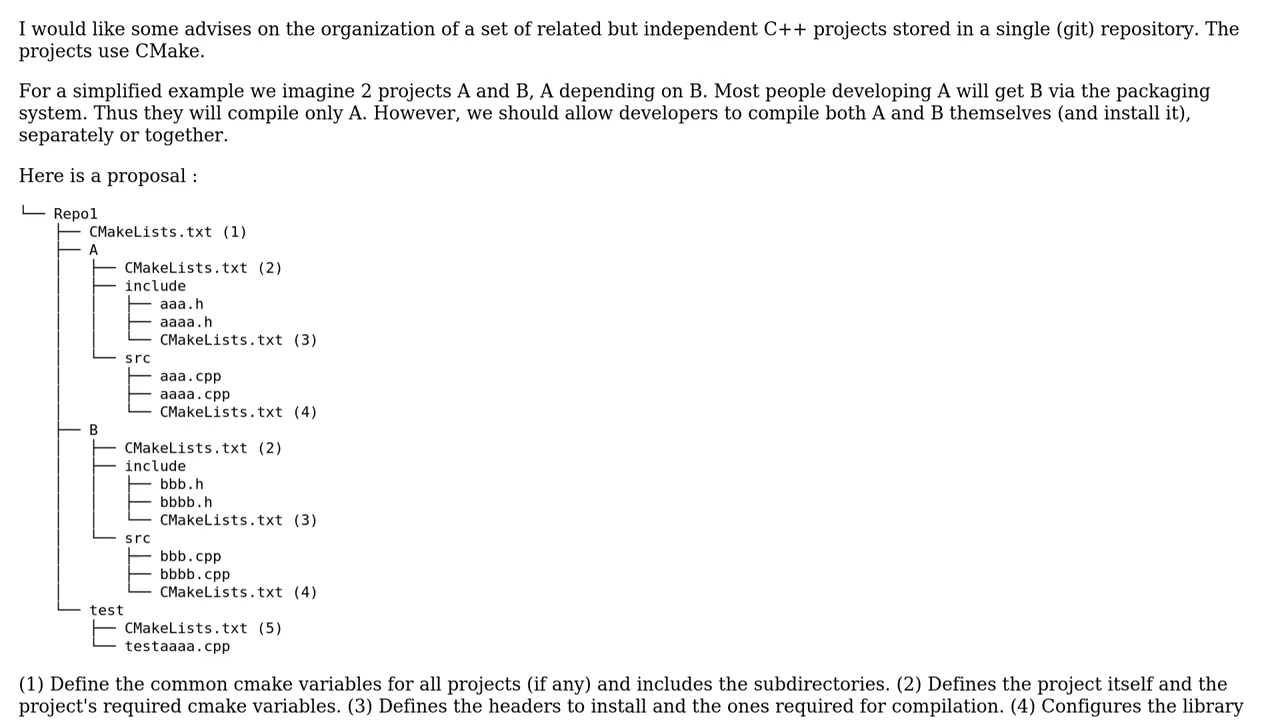 I would like some advises on the organization of a set of related but independent C++ projects stored in a single (git) repository. The
projects use CMake.
For a simplified example we imagine 2 projects A and B, A depending on B. Most people developing A will get B via the packaging
system. Thus they will compile only A. However, we should allow developers to compile both A and B themselves (and install it),
separately or together.
Here is a proposal :
└── Repo1
    ├── CMakeLists.txt (1)
    ├── A
    │   ├── CMakeLists.txt (2)
    │   ├── include
    │   │   ├── aaa.h
    │   │   ├── aaaa.h
    │   │   └── CMakeLists.txt (3)
    │   └── src
    │       ├── aaa.cpp
    │       ├── aaaa.cpp
    │       └── CMakeLists.txt (4)
    ├── B
    │   ├── CMakeLists.txt (2)
    │   ├── include
    │   │   ├── bbb.h
    │   │   ├── bbbb.h
    │   │   └── CMakeLists.txt (3)
    │   └── src
    │       ├── bbb.cpp
    │       ├── bbbb.cpp
    │       └── CMakeLists.txt (4)
    └── test
        ├── CMakeLists.txt (5)
        └── testaaaa.cpp
(1) Define the common cmake variables for all projects (if any) and includes the subdirectories. (2) Defines the project itself and the
project's required cmake variables. (3) Defines the headers to install and the ones required for compilation. (4) Configures the library